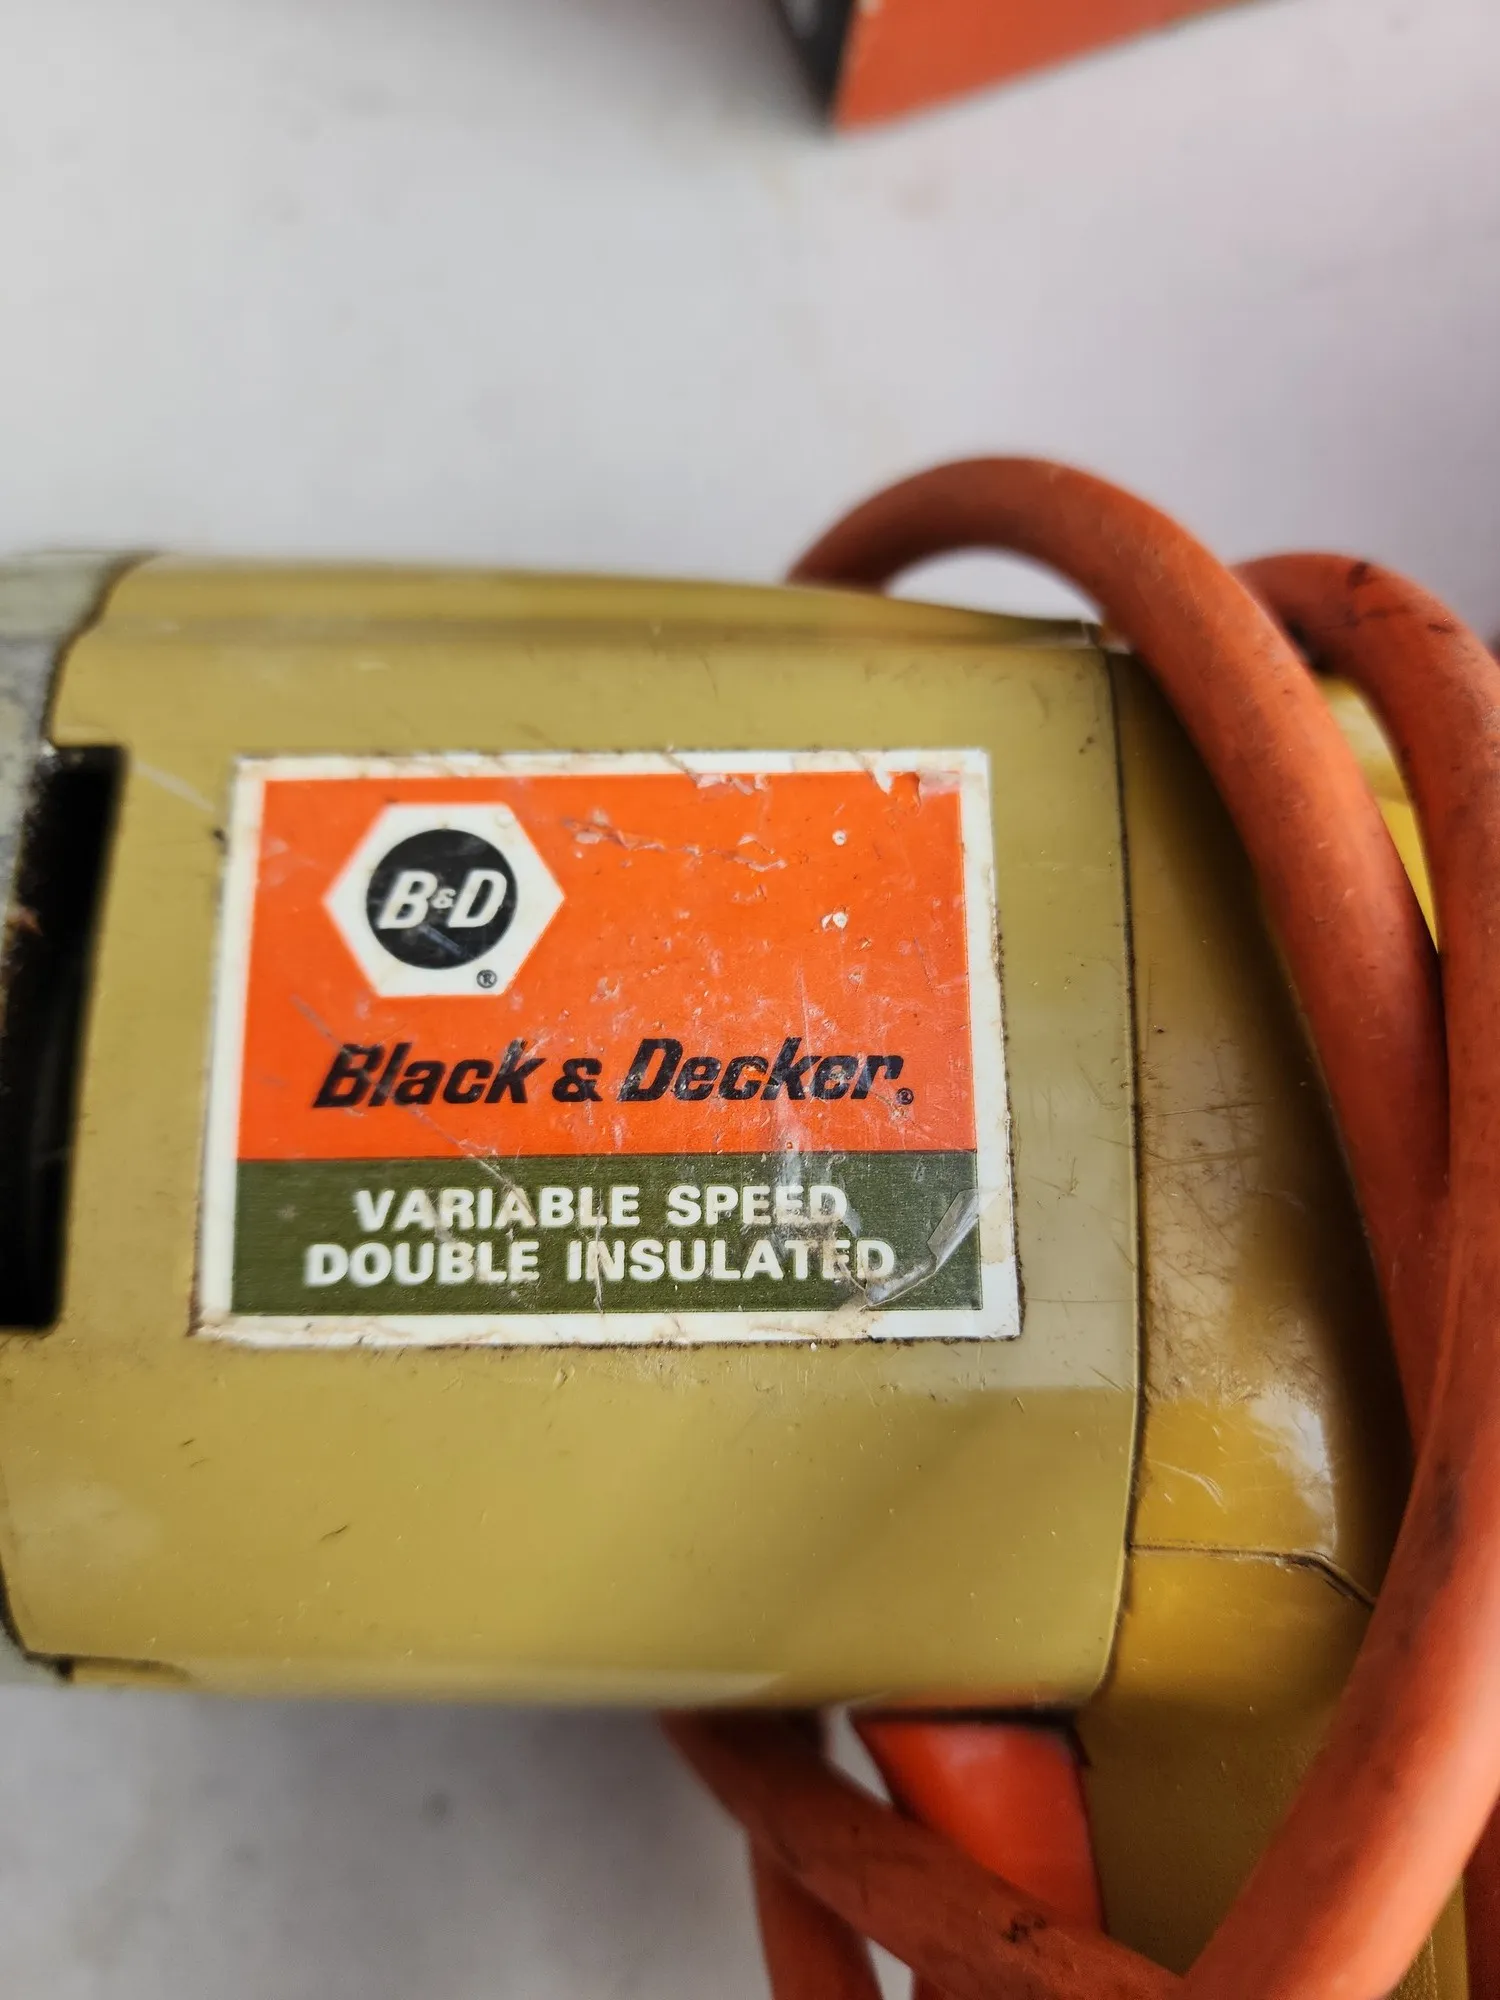 B&D
®
Black & Decker®
VARIABLE SPEED
DOUBLE INSULATED